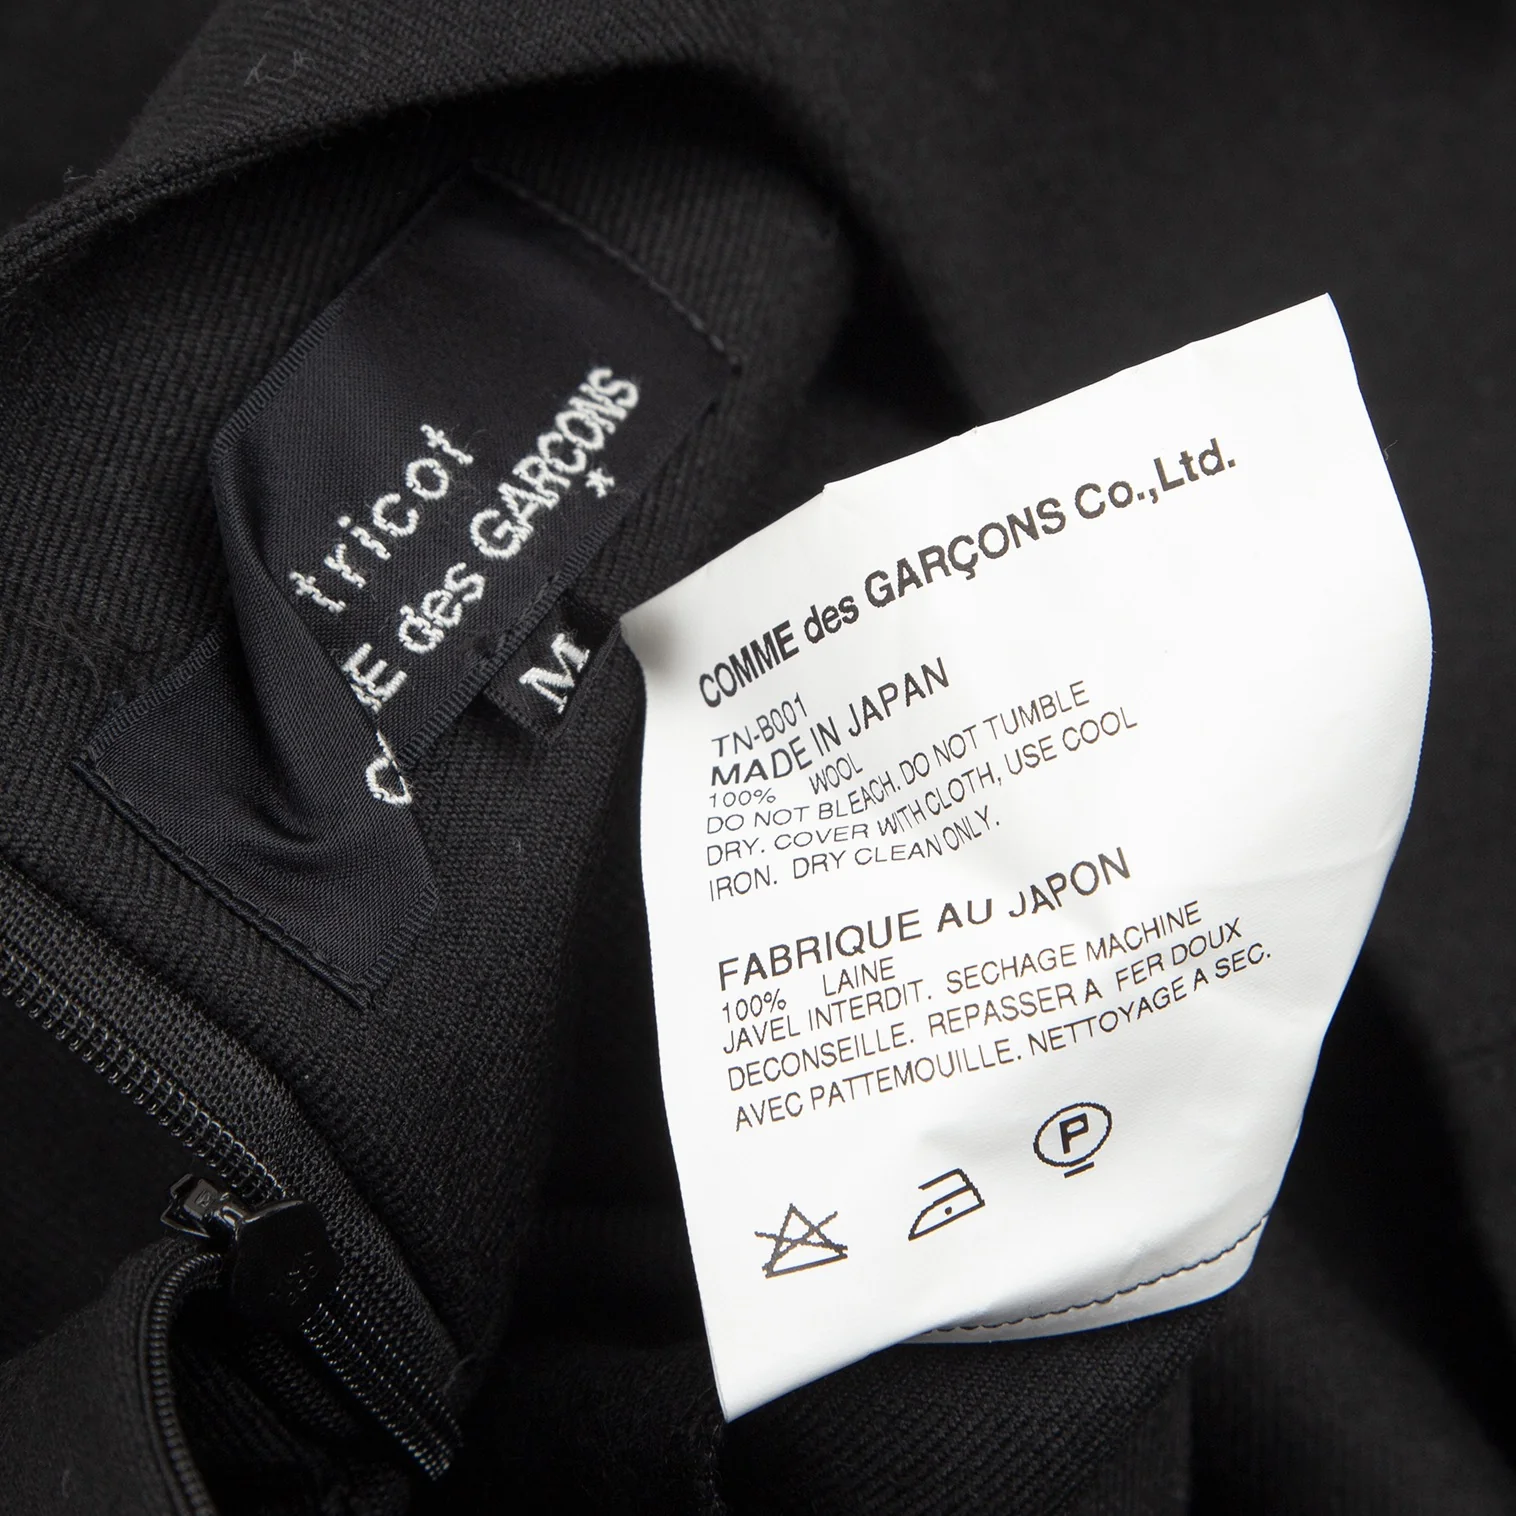 tricot
des GARCONS
*
M
COMME des GARÇONS Co.,Ltd.
TN-B001
MADE IN JAPAN
100% WOOL
DO NOT BLEACH. DO NOT TUMBLE
DRY. COVER WITH CLOTH, USE COOL
IRON. DRY CLEAN ONLY.
FABRIQUE AU JAPON
100% LAINE
JAVEL INTERDIT. SECHAGE MACHINE
DECONSEILLE. REPASSER A FER DOUX
AVEC PATTEMOUILLE. NETTOYAGE A SEC.
P